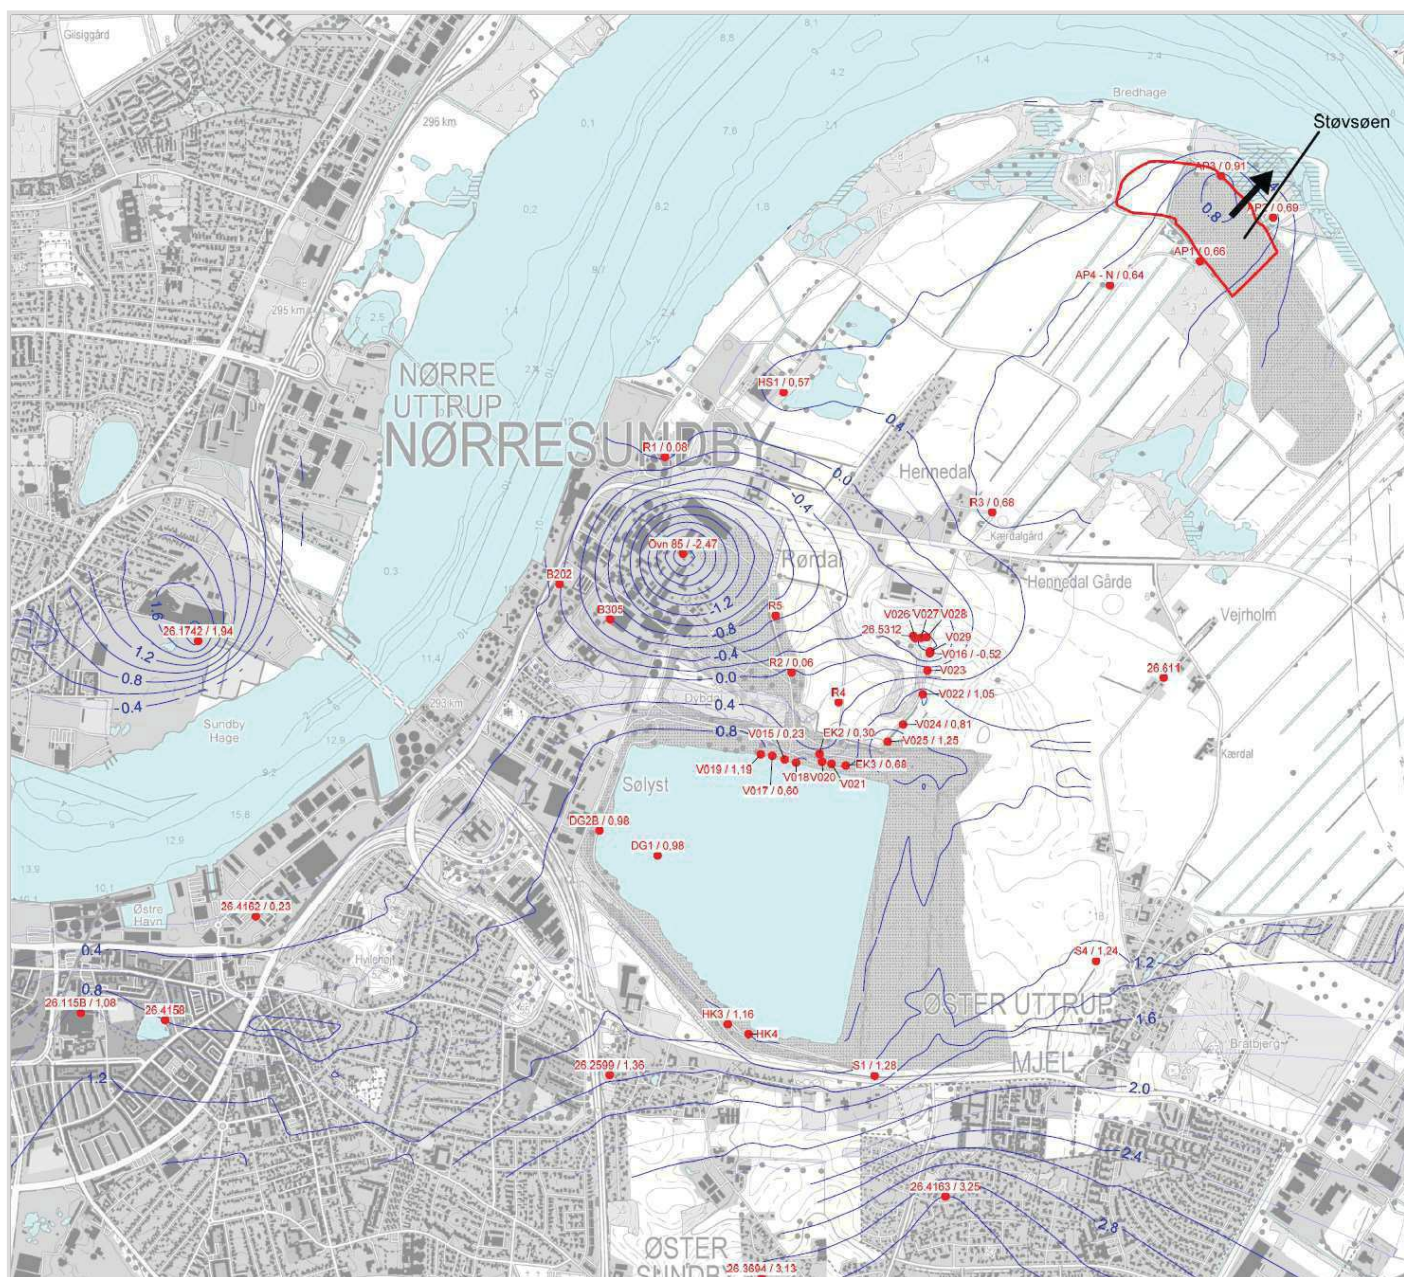 Gilsiggård
296 km
295 km
293 km
Bredhage
Støvsøen
AP3 / 0,91
0.8
AP2 / 0,69
AP1 / 0,66
AP4 - N / 0,64
NØRRE
UTTRUP
NØRRESUNDBY
HS1 / 0,57
0.4
R1 / 0,08
0.0
-0.4
Hennedal
R3 / 0,68
Kærdalgård
Ovn 85 / -2,47
Rørdal
Hennedal Gårde
B202
B305
-1.2
-0.8
-0.4
0.0
R5
V026 V027 V028
26.5312
V029
V016 / -0,52
V023
V022 / 1,05
Vejrholm
26.611
1.6
26.1742 / 1,94
1.2
0.8
0.4
R2 / 0,06
Dybdal
0.4
R4
0.8
V015 / 0,23
EK2 / 0,30
V024 / 0,81
V025 / 1,25
Kærdal
V019 / 1,19
V018
V020
EK3 / 0,68
V021
V017 / 0,60
Sundby
Hage
Sølyst
DG2B / 0,98
DG1 / 0,98
Østre
Havn
26.4162 / 0,23
0.4
Hvilehøj
S4 / 1,24
1.2
0.8
26.115B / 1,08
26.4158
HK3 / 1,16
HK4
ØSTER UTTRUP
1.6
Bratbjerg
MJEL
26.2599 / 1,36
S1 / 1,28
1.2
2.0
2.4
26.4163 / 3,25
2.8
ØSTER
SUNDBY
26.3694 / 3,13